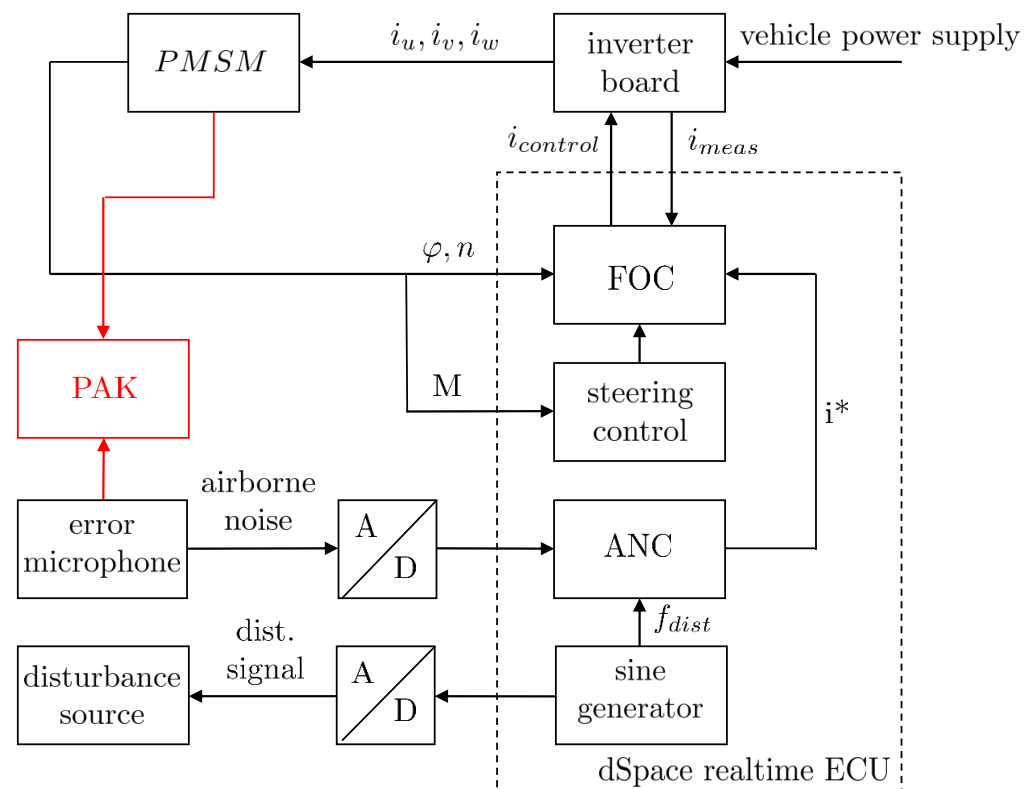 PMSM
i_u, i_v, i_w
inverter
board
vehicle power supply
i_control
i_meas
φ, n
FOC
PAK
M
steering
control
i*
airborne
noise
error
microphone
A
D
ANC
f_dist
dist.
signal
disturbance
source
A
D
sine
generator
dSpace realtime ECU